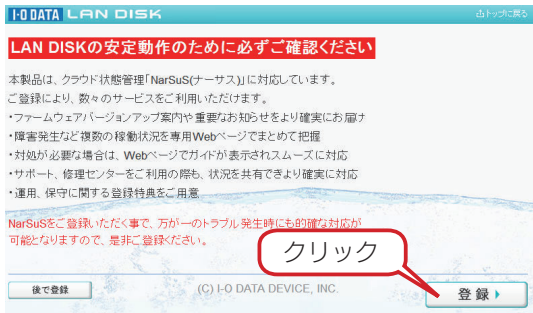 I-O DATA LAN DISK
凸トップに戻る
LAN DISKの安定動作のために必ずご確認ください
本製品は、クラウド状態管理「NarSuS(ナーサス)」に対応しています。
ご登録により、数々のサービスをご利用いただけます。
・ファームウェアバージョンアップ案内や重要なお知らせをより確実にお届け
・障害発生など複数の稼働状況を専用Webページでまとめて把握
・対処が必要な場合は、Webページでガイドが表示されスムーズに対応
・サポート、修理センターをご利用の際も、状況を共有できより確実に対応
・運用、保守に関する登録特典をご用意
NarSuSをご登録いただく事で、万が一のトラブル発生時にも的確な対応が
可能となりますので、是非ご登録ください。
クリック
後で登録
(C) I-O DATA DEVICE, INC.
登録